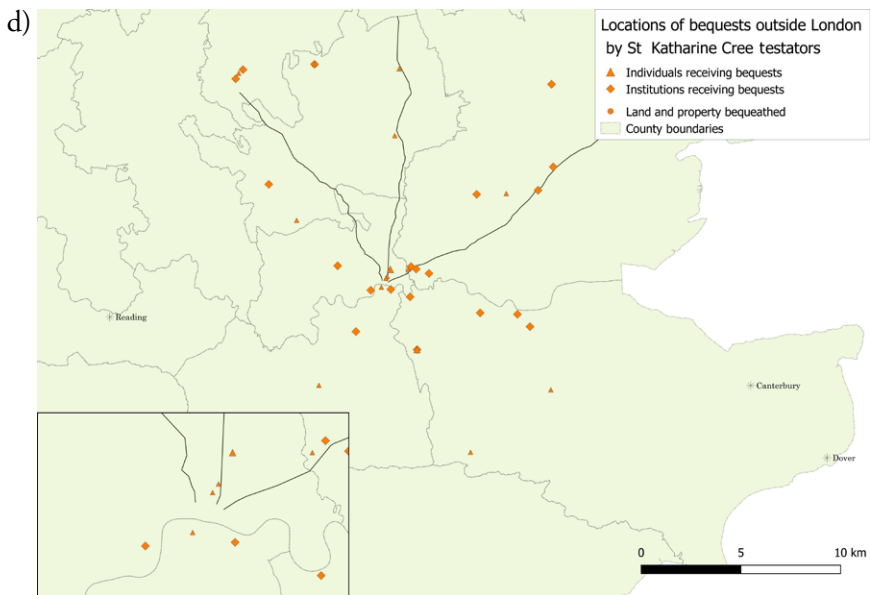 d)
Locations of bequests outside London
by St Katharine Cree testators
Individuals receiving bequests
Institutions receiving bequests
Land and property bequeathed
County boundaries
Reading
Canterbury
Dover
0 5 10 km